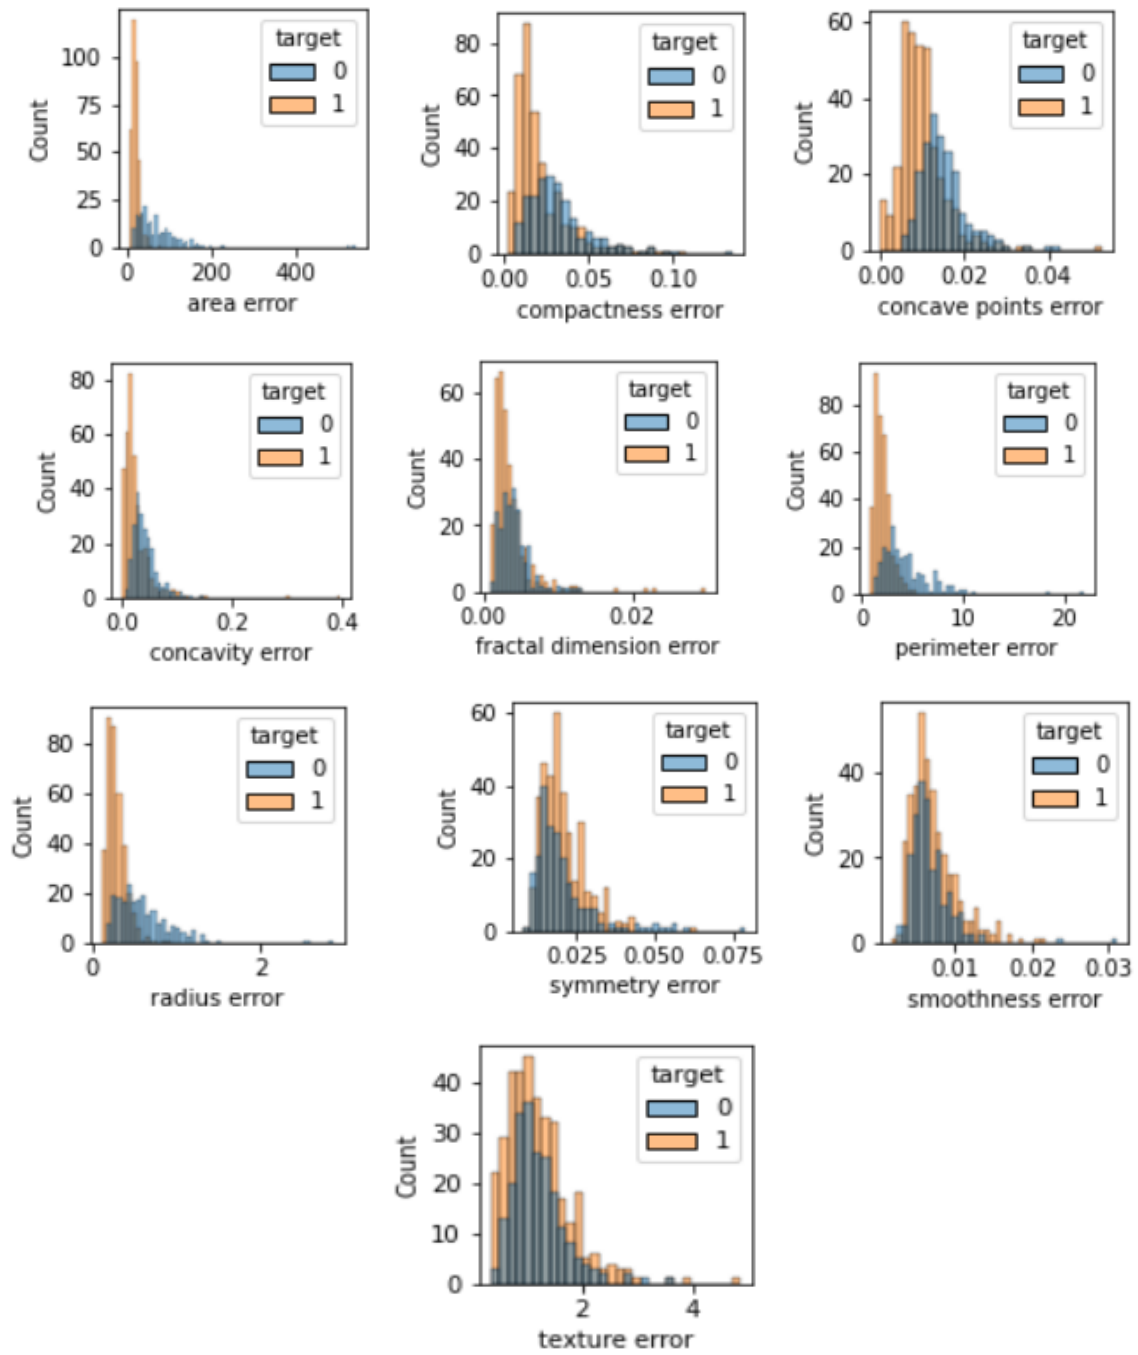 target
0
1
Count
100
75
50
25
0
0 200 400
area error
target
0
1
Count
80
60
40
20
0
0.00 0.05 0.10
compactness error
target
0
1
Count
60
40
20
0
0.00 0.02 0.04
concave points error
target
0
1
Count
80
60
40
20
0
0.0 0.2 0.4
concavity error
target
0
1
Count
60
40
20
0
0.00 0.02
fractal dimension error
target
0
1
Count
80
60
40
20
0
0 10 20
perimeter error
target
0
1
Count
80
60
40
20
0
0 2
radius error
target
0
1
Count
60
40
20
0
0.025 0.050 0.075
symmetry error
target
0
1
Count
40
20
0
0.01 0.02 0.03
smoothness error
target
0
1
Count
40
30
20
10
0
2 4
texture error